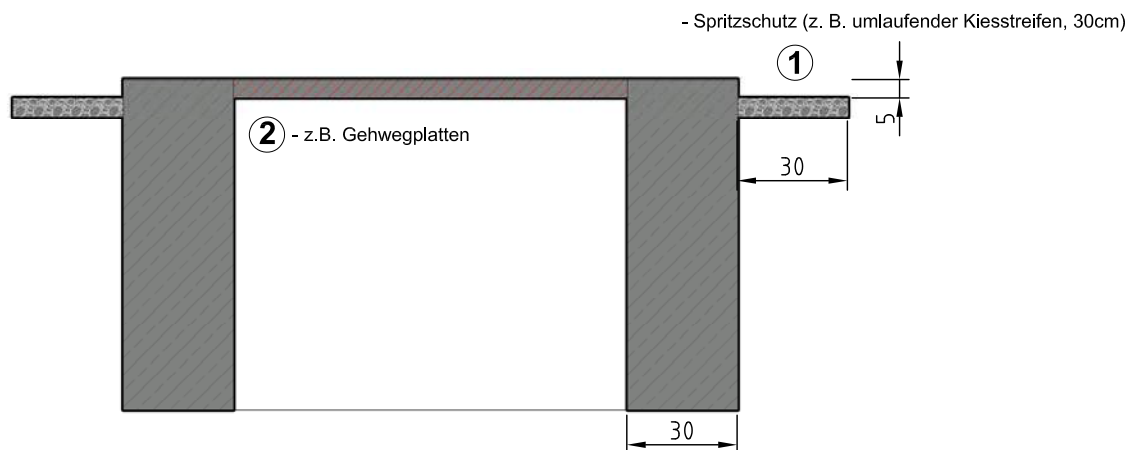 - Spritzschutz (z. B. umlaufender Kiesstreifen, 30cm)
1
5
2 - z.B. Gehwegplatten
30
30